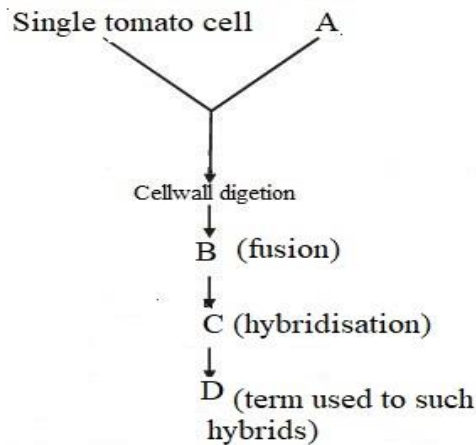 Single tomato cell A
Cellwall digetion
B (fusion)
C (hybridisation)
D (term used to such
hybrids)